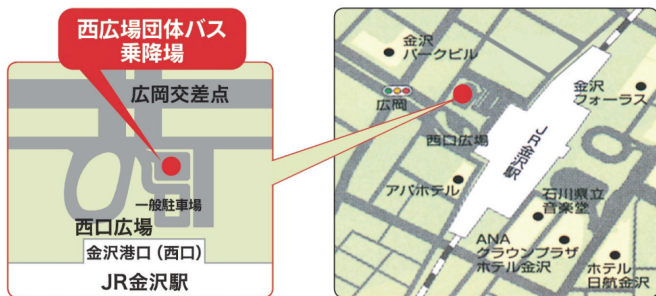 西広場団体バス
乗降場
広岡交差点
一般駐車場
西口広場
金沢港口（西口）
JR金沢駅
金沢
パークビル
広岡
西口広場
金沢
フォーラス
JR金沢駅
アパホテル
石川県立
音楽堂
ANA
クラウンプラザ
ホテル金沢
ホテル
日航金沢